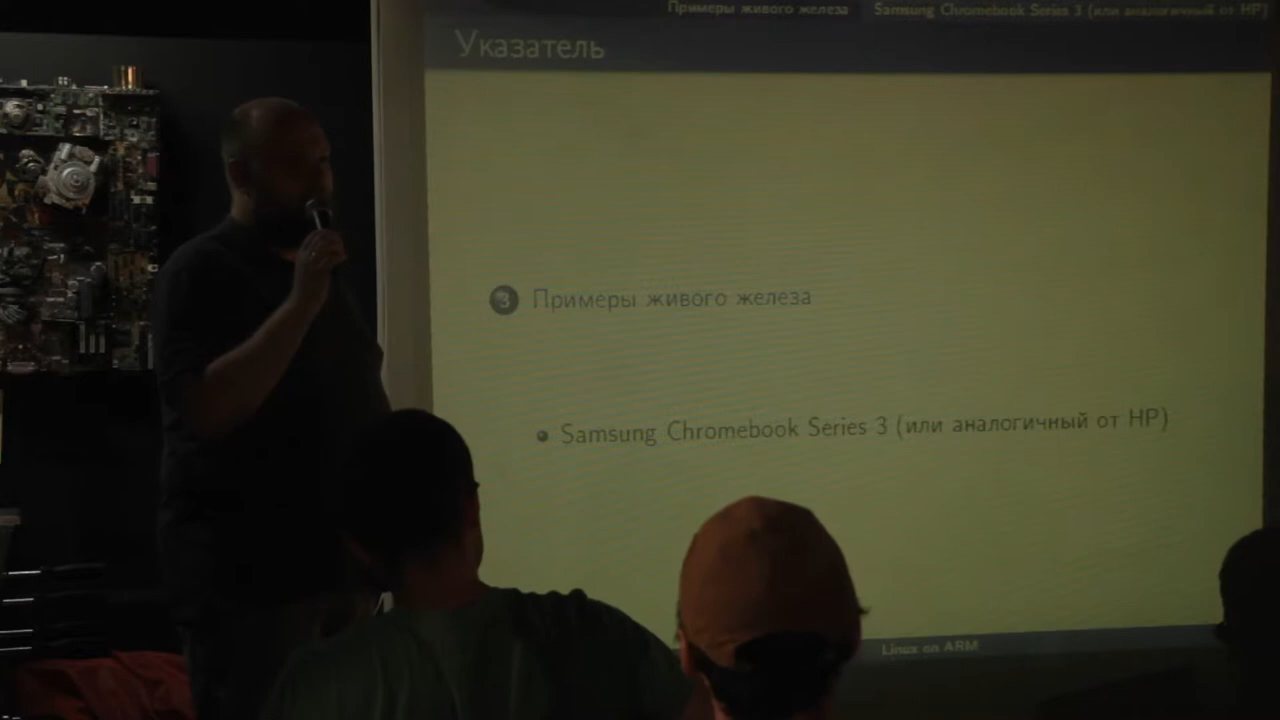 Примеры живого железа
Samsung Chromebook Series 3 (или аналогичный от HP)
Указатель
3 Примеры живого железа
Samsung Chromebook Series 3 (или аналогичный от HP)
Linux on ARM